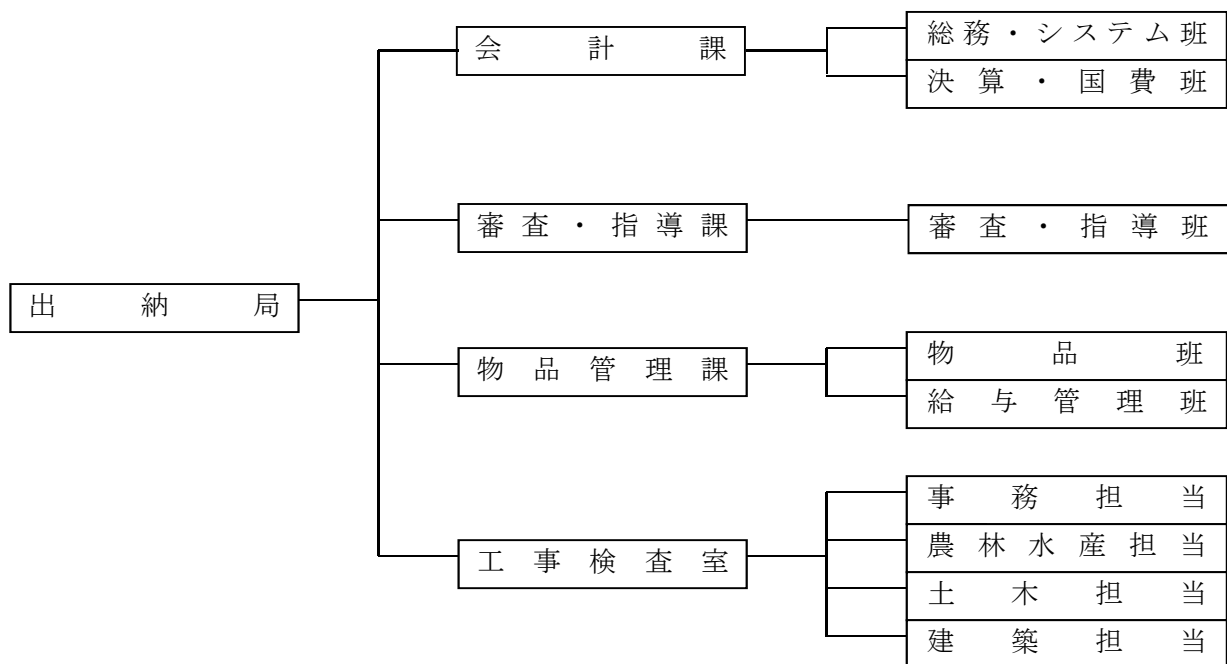 出納局
会計課
総務・システム班
決算・国費班
審査・指導課
審査・指導班
物品管理課
物品班
給与管理班
工事検査室
事務担当
農林水産担当
土木担当
建築担当